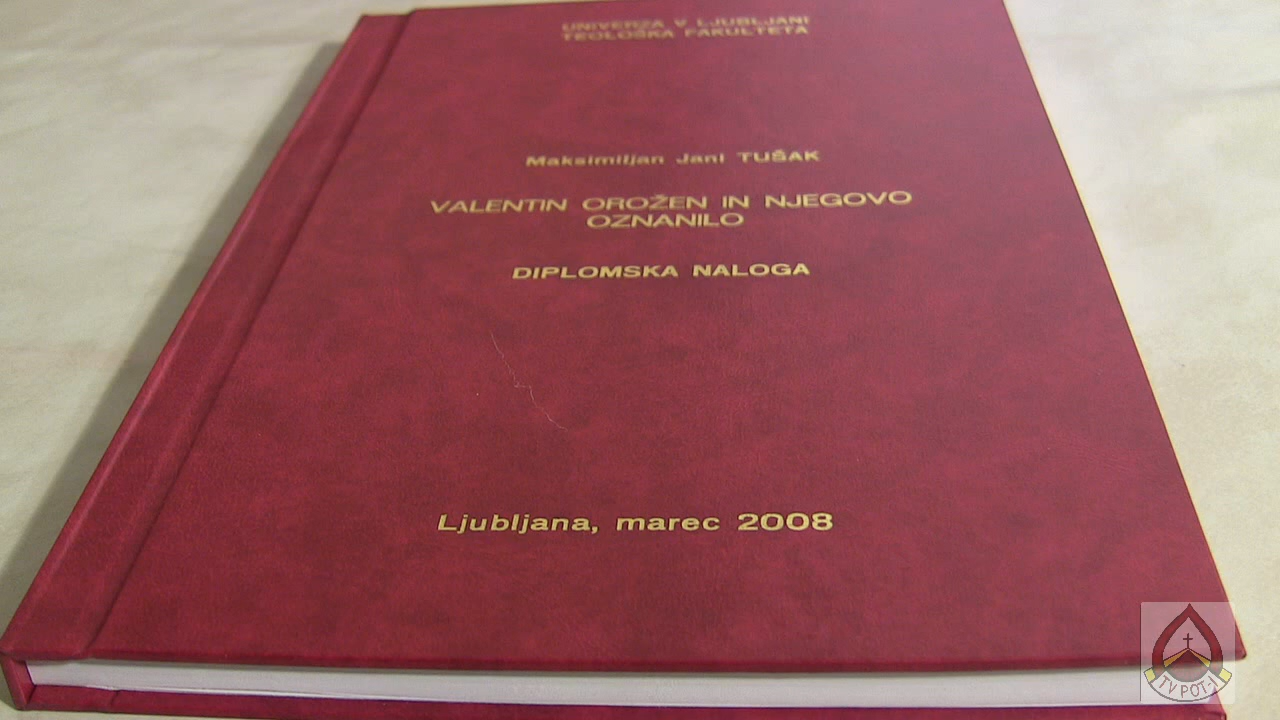 UNIVERZA V LJUBLJANI
TEOLOŠKA FAKULTETA
Maksimiljan Jani TUŠAK
VALENTIN OROŽEN IN NJEGOVO
OZNANILO
DIPLOMSKA NALOGA
Ljubljana, marec 2008
TV POT-1